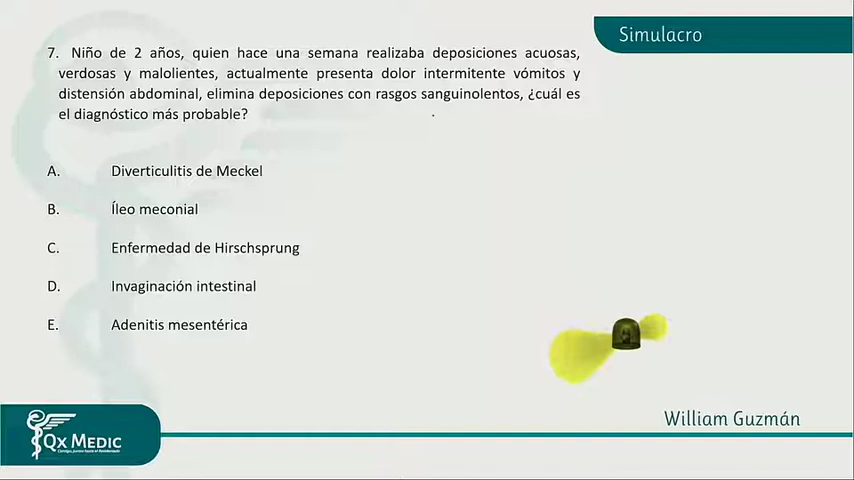 Simulacro
7. Niño de 2 años, quien hace una semana realizaba deposiciones acuosas,
verdosas y malolientes, actualmente presenta dolor intermitente vómitos y
distensión abdominal, elimina deposiciones con rasgos sanguinolentos, ¿cuál es
el diagnóstico más probable?
A. Diverticulitis de Meckel
B. Íleo meconial
C. Enfermedad de Hirschsprung
D. Invaginación intestinal
E. Adenitis mesentérica
William Guzmán
Qx MEDIC